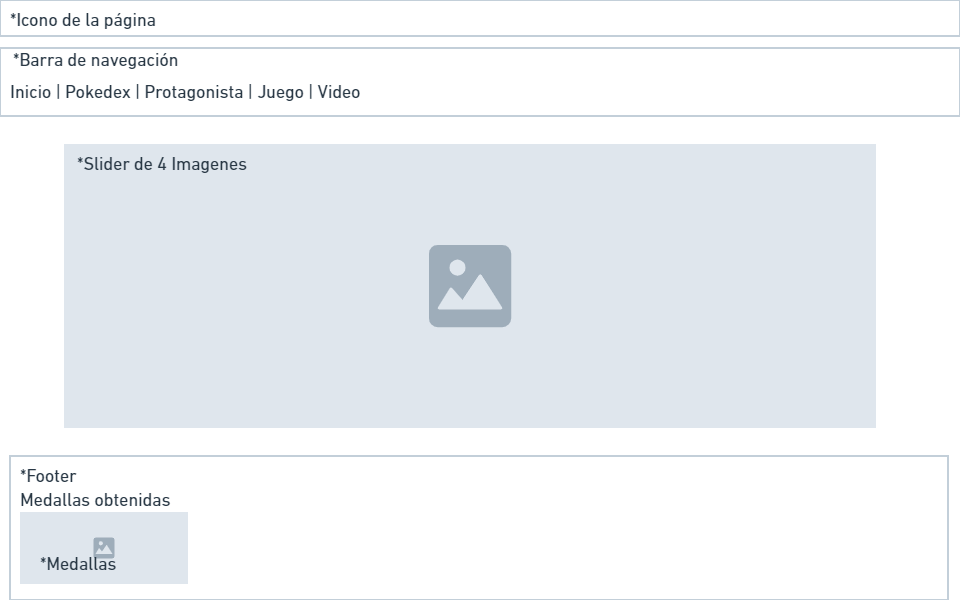 *Icono de la página
*Barra de navegación
Inicio | Pokedex | Protagonista | Juego | Video
*Slider de 4 Imagenes
*Footer
Medallas obtenidas
*Medallas